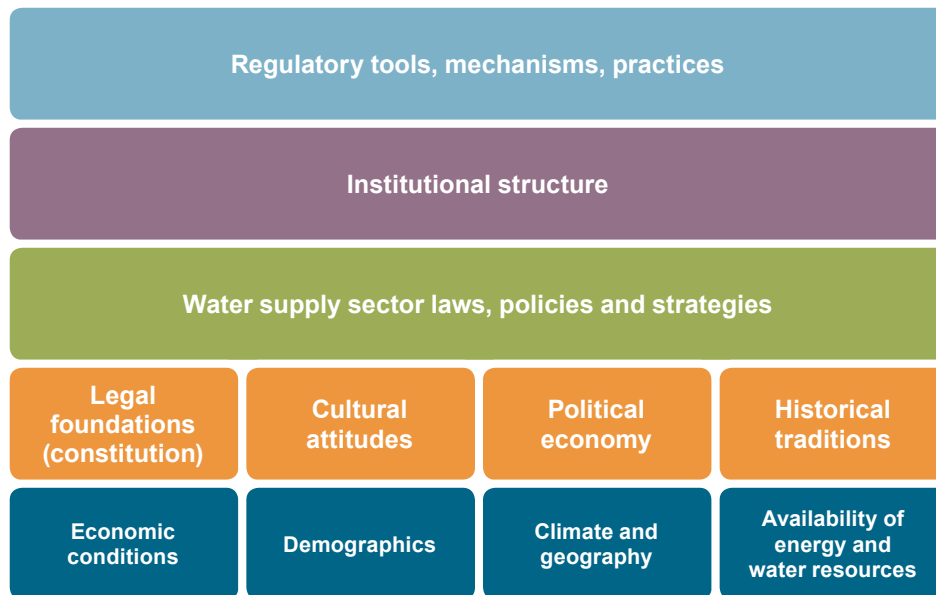 Regulatory tools, mechanisms, practices
Institutional structure
Water supply sector laws, policies and strategies
Legal
foundations
(constitution)
Cultural
attitudes
Political
economy
Historical
traditions
Economic
conditions
Demographics
Climate and
geography
Availability of
energy and
water resources